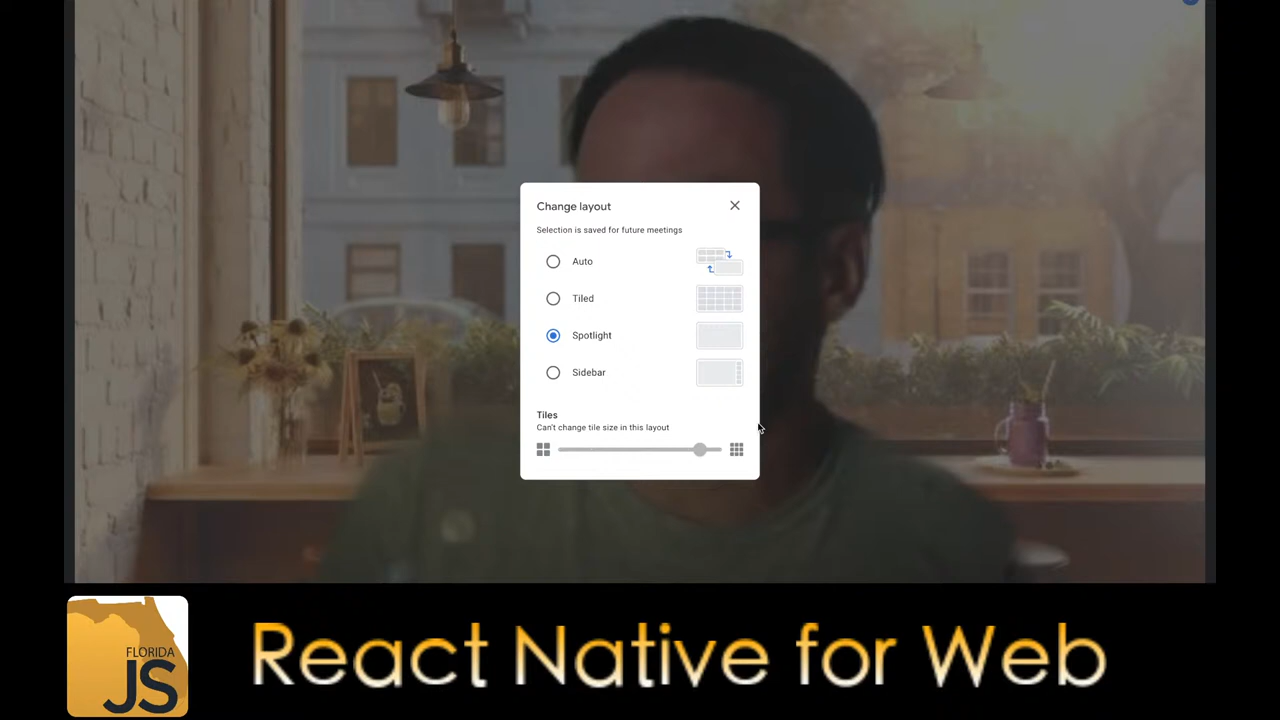 Change layout
Selection is saved for future meetings
Auto
Tiled
Spotlight
Sidebar
Tiles
Can't change tile size in this layout
FLORIDA
JS
React Native for Web